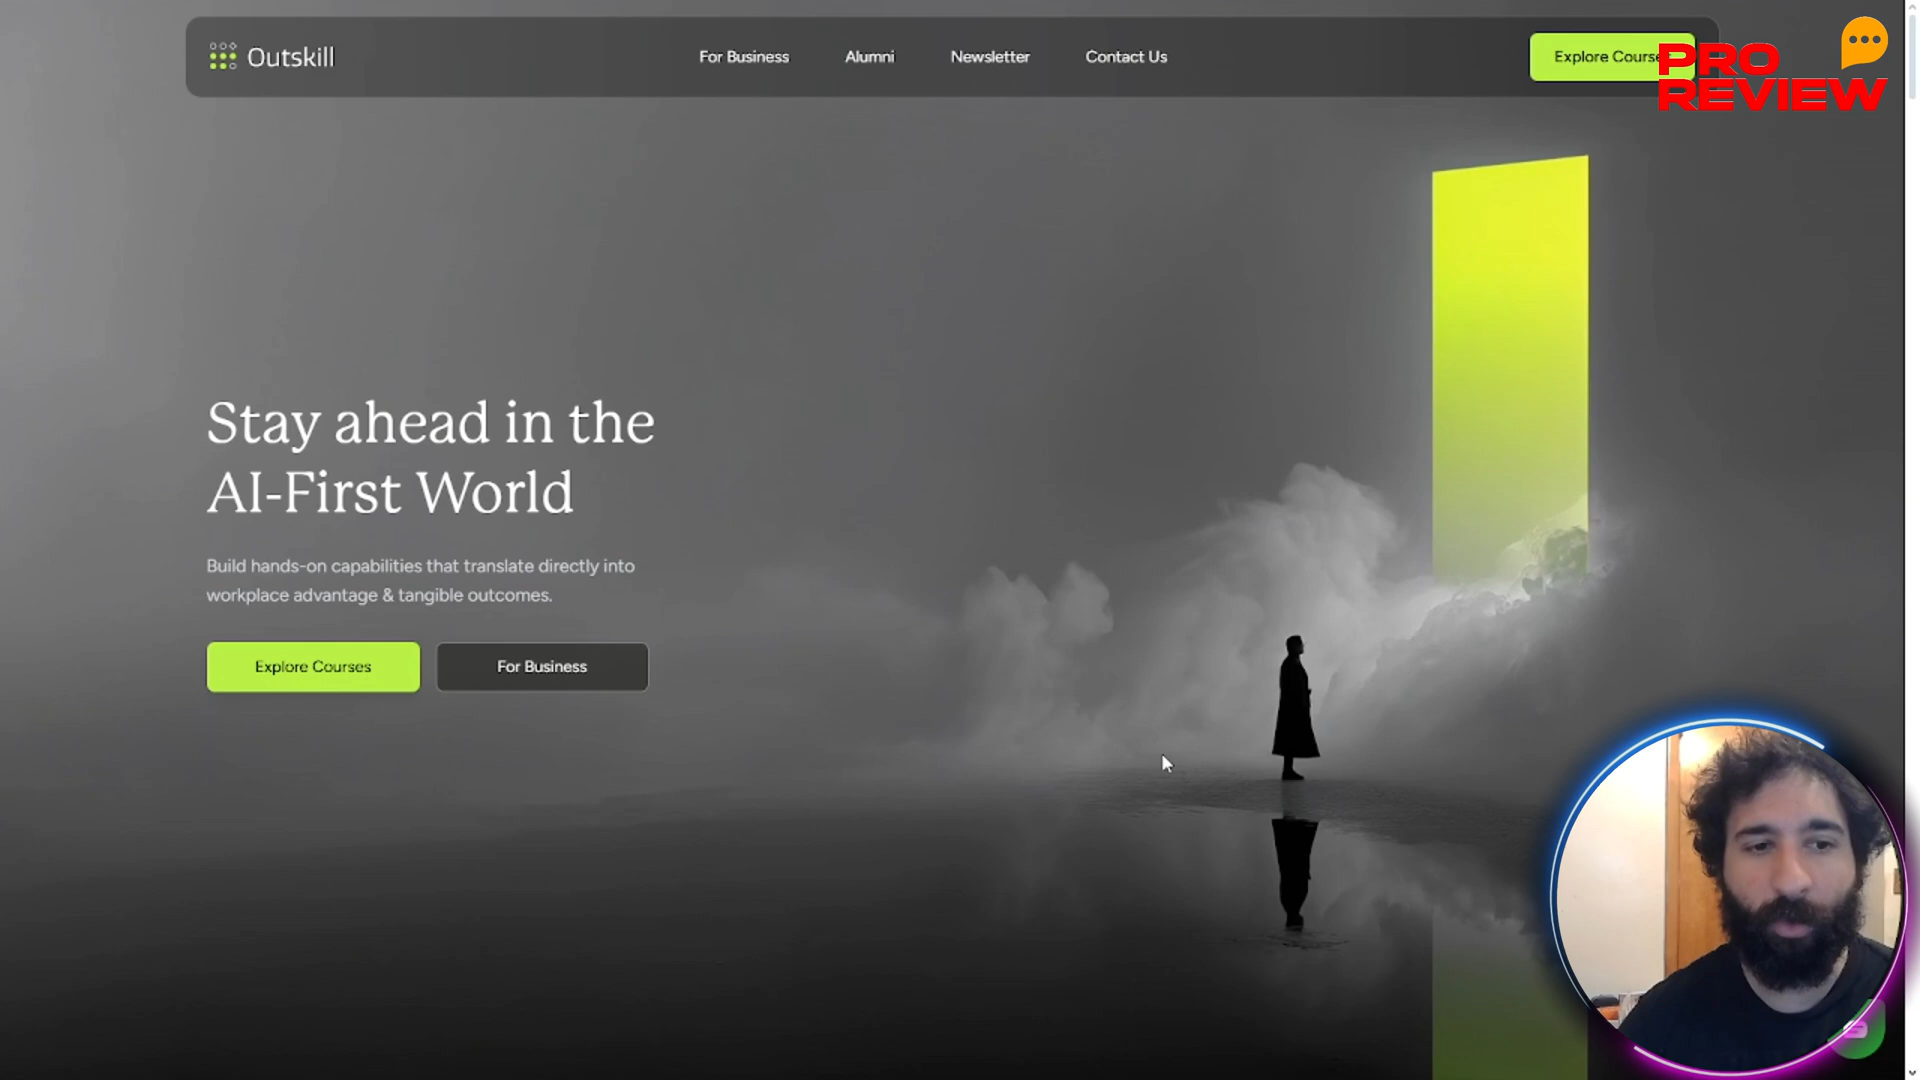 Outskill
For Business
Alumni
Newsletter
Contact Us
Explore Course
PRO
REVIEW
Stay ahead in the
AI-First World
Build hands-on capabilities that translate directly into
workplace advantage & tangible outcomes.
Explore Courses
For Business